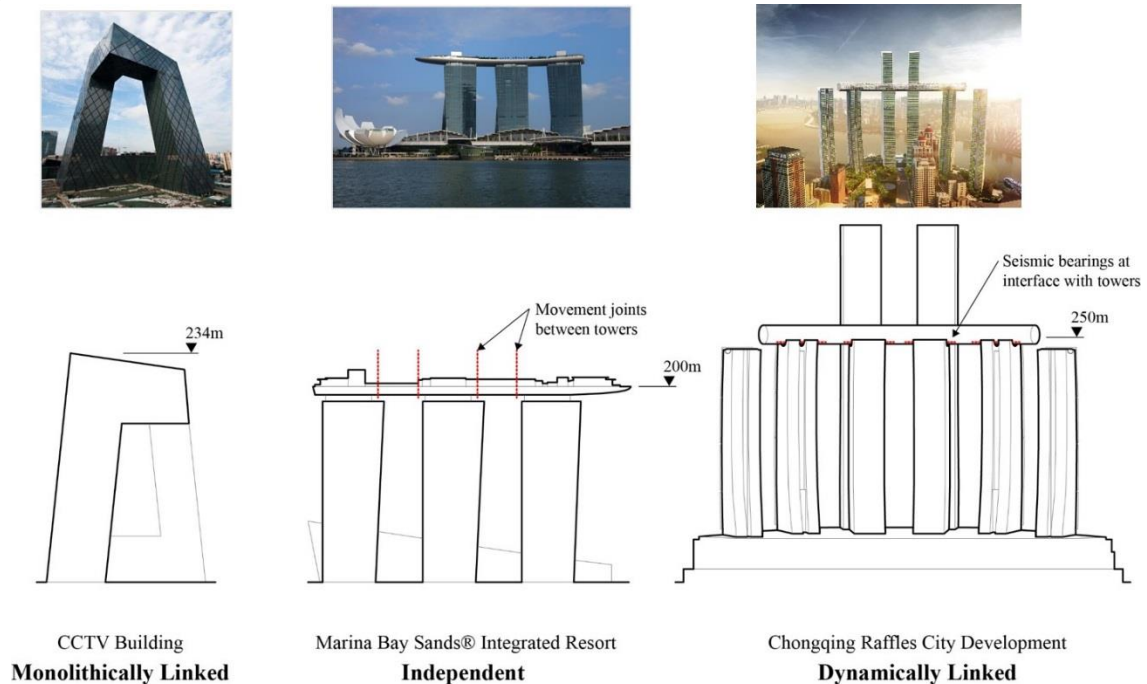 234m
Movement joints
between towers
200m
Seismic bearings at
interface with towers
250m
CCTV Building
Monolithically Linked
Marina Bay Sands® Integrated Resort
Independent
Chongqing Raffles City Development
Dynamically Linked